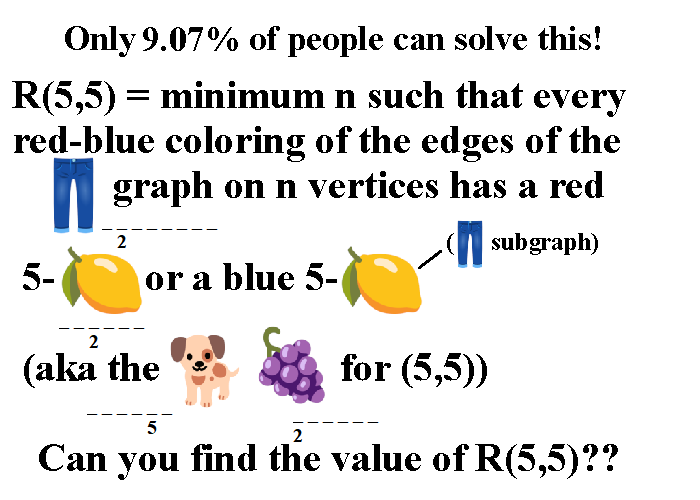 Only 9.07% of people can solve this!
R(5,5) = minimum n such that every
red-blue coloring of the edges of the
graph on n vertices has a red
_ _ _ _ _ _ _ _
2
( subgraph)
5- or a blue 5-
_ _ _ _ _ _
2
(aka the for (5,5))
_ _ _ _ _ _
5
_ _ _ _ _ _
2
Can you find the value of R(5,5)??